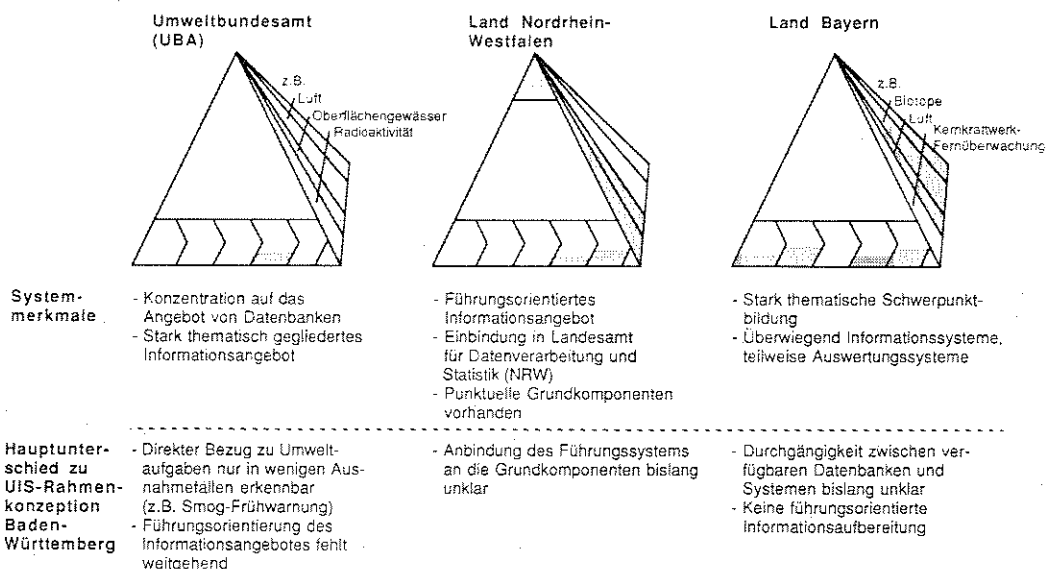 Umweltbundesamt
(UBA)
Land Nordrhein-
Westfalen
Land Bayern
z.B.
Luft
Oberflächengewässer
Radioaktivität
z.B.
Biotope
Luft
Kernkraftwerk-
Fernüberwachung
System-
merkmale
- Konzentration auf das
Angebot von Datenbanken
- Stark thematisch gegliedertes
Informationsangebot
- Führungsorientiertes
Informationsangebot
- Einbindung in Landesamt
für Datenverarbeitung und
Statistik (NRW)
- Punktuelle Grundkomponenten
vorhanden
- Stark thematische Schwerpunkt-
bildung
- Überwiegend Informationssysteme,
teilweise Auswertungssysteme
Hauptunter-
schied zu
UIS-Rahmen-
konzeption
Baden-
Württemberg
- Direkter Bezug zu Umwelt-
aufgaben nur in wenigen Aus-
nahmefällen erkennbar
(z.B. Smog-Frühwarnung)
- Führungsorientierung des
Informationsangebotes fehlt
weitgehend
- Anbindung des Führungssystems
an die Grundkomponenten bislang
unklar
- Durchgängigkeit zwischen ver-
fügbaren Datenbanken und
Systemen bislang unklar
- Keine führungsorientierte
Informationsaufbereitung